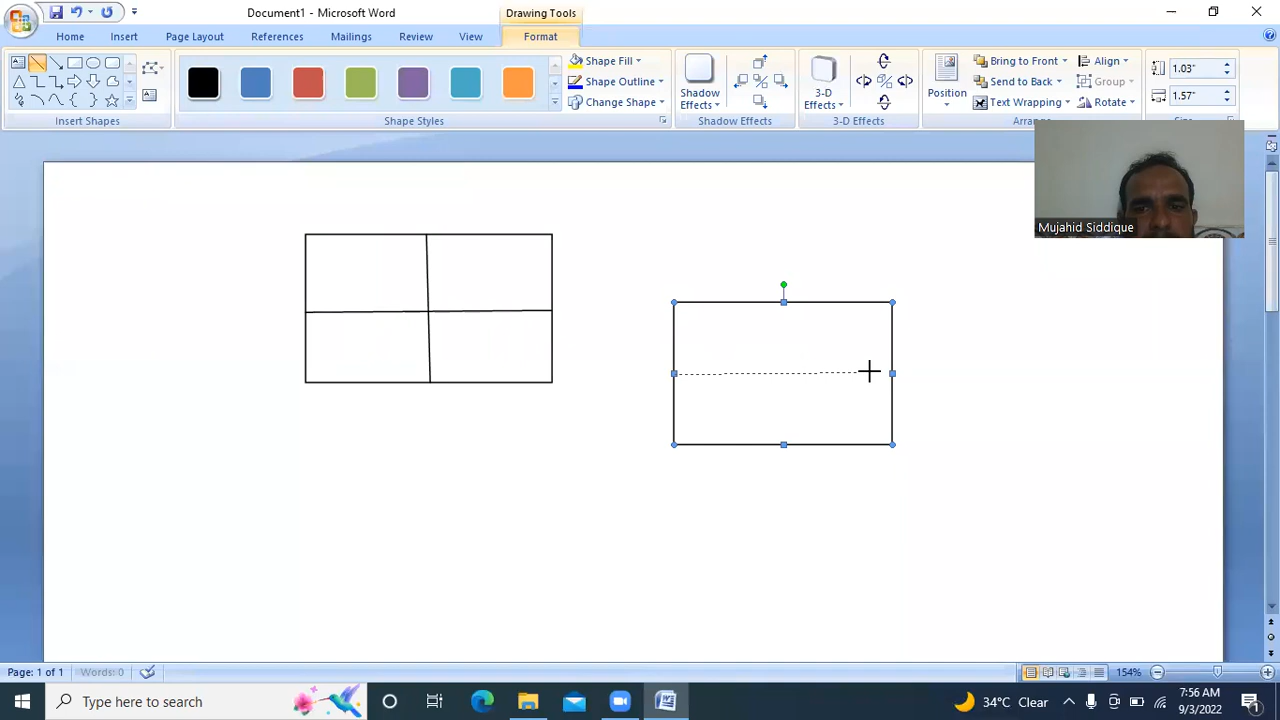 Document1 - Microsoft Word
Drawing Tools
Home
Insert
Page Layout
References
Mailings
Review
View
Format
Shape Fill
Shape Outline
Change Shape
Shadow
Effects
3-D
Effects
Position
Bring to Front
Send to Back
Text Wrapping
Align
Group
Rotate
1.03"
1.57"
Insert Shapes
Shape Styles
Shadow Effects
3-D Effects
Mujahid Siddique
Page: 1 of 1
Words: 0
154%
Type here to search
34°C Clear
7:56 AM
9/3/2022
1